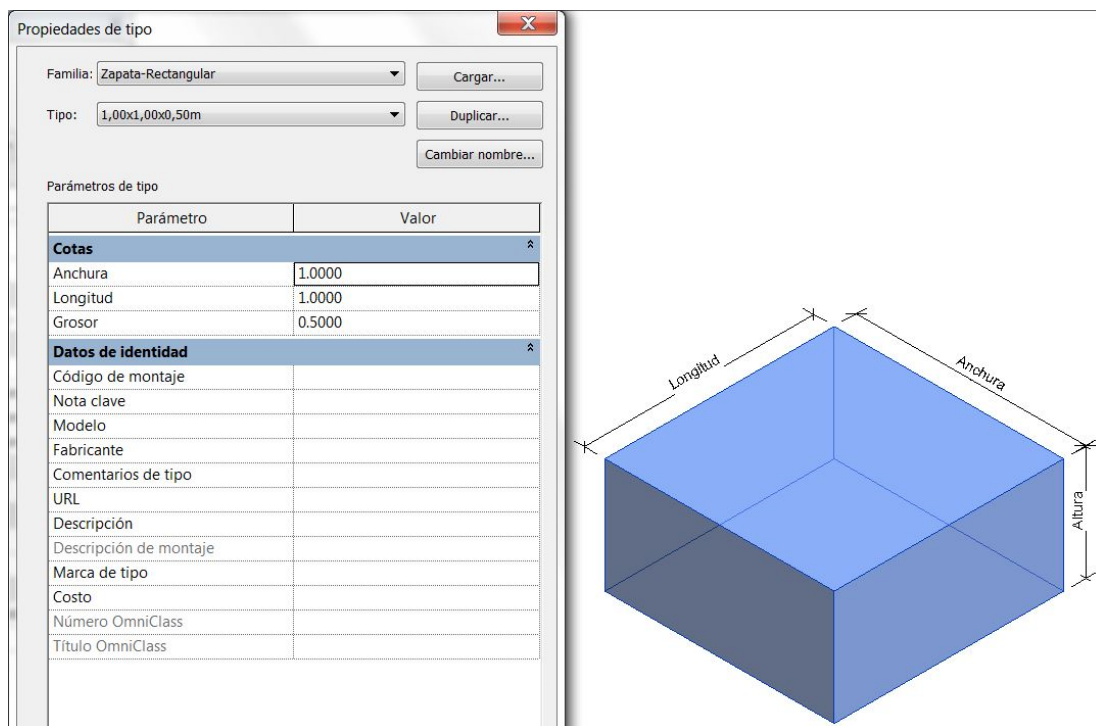 Propiedades de tipo
Familia: Zapata-Rectangular Cargar...
Tipo: 1,00x1,00x0,50m Duplicar...
Cambiar nombre...
Parámetros de tipo
Parámetro Valor
Cotas
Anchura 1.0000
Longitud 1.0000
Grosor 0.5000
Datos de identidad
Código de montaje
Nota clave
Modelo
Fabricante
Comentarios de tipo
URL
Descripción
Descripción de montaje
Marca de tipo
Costo
Número OmniClass
Título OmniClass
Longitud
Anchura
Altura